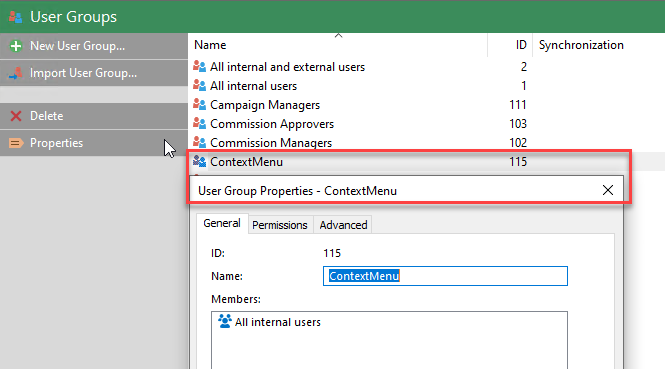 User Groups
New User Group...
Import User Group...
Delete
Properties
Name ID Synchronization
All internal and external users 2
All internal users 1
Campaign Managers 111
Commission Approvers 103
Commission Managers 102
ContextMenu 115
User Group Properties - ContextMenu
General Permissions Advanced
ID: 115
Name: ContextMenu
Members:
All internal users